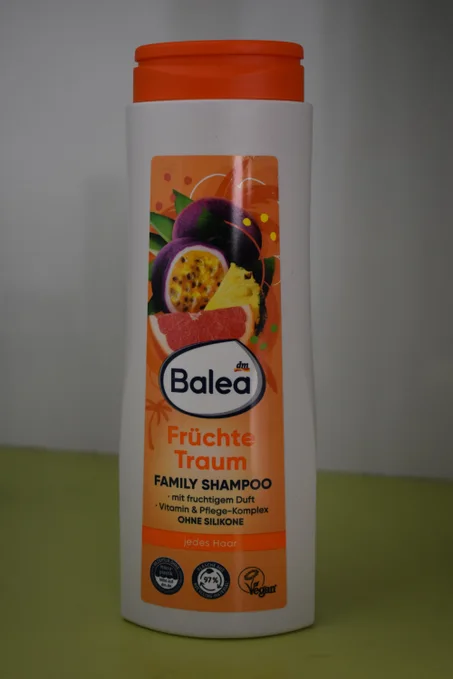 dm
Balea
Früchte
Traum
FAMILY SHAMPOO
· mit fruchtigem Duft
· Vitamin & Pflege-Komplex
OHNE SILIKONE
jedes Haar
97 %
Vegan